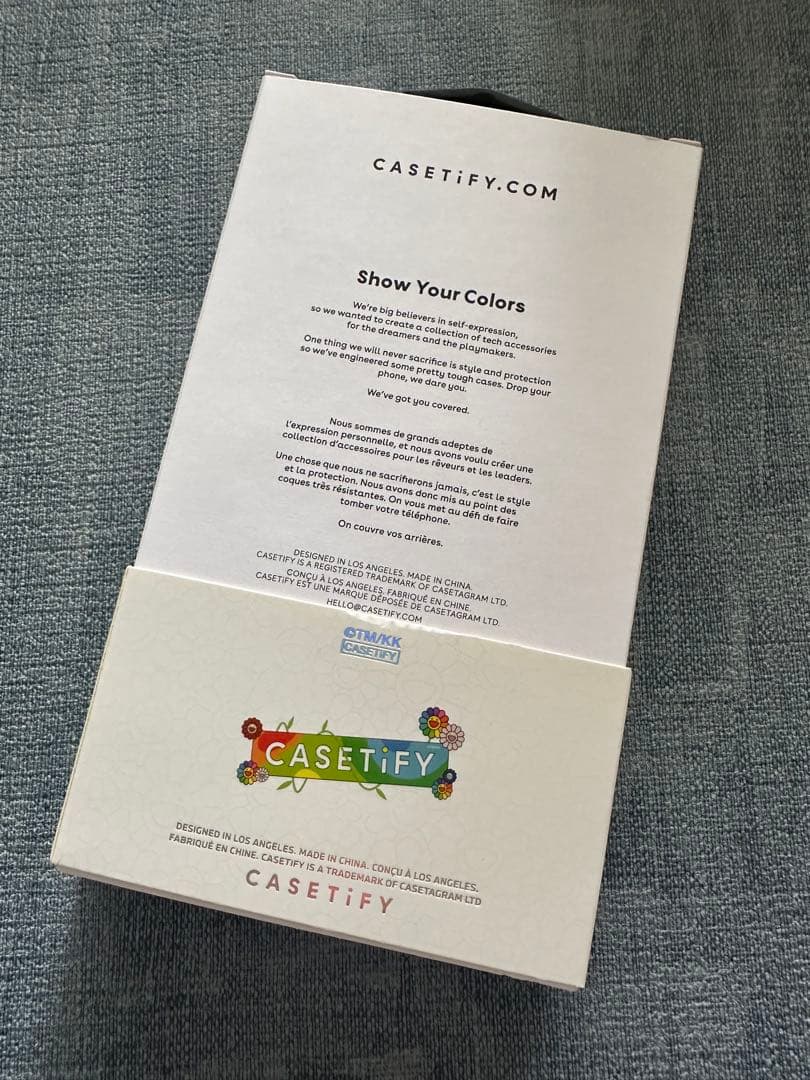 CASETiFY.COM
Show Your Colors
We're big believers in self-expression,
so we wanted to create a collection of tech accessories
for the dreamers and the playmakers.
One thing we will never sacrifice is style and protection
so we've engineered some pretty tough cases. Drop your
phone, we dare you.
We've got you covered.
Nous sommes de grands adeptes de
l'expression personnelle, et nous avons voulu créer une
collection d'accessoires pour les rêveurs et les leaders.
Une chose que nous ne sacrifierons jamais, c'est le style
et la protection. Nous avons donc mis au point des
coques très résistantes. On vous met au défi de faire
tomber votre téléphone.
On couvre vos arrières.
DESIGNED IN LOS ANGELES. MADE IN CHINA.
CASETiFY IS A REGISTERED TRADEMARK OF CASETAGRAM LTD.
CONÇU À LOS ANGELES. FABRIQUÉ EN CHINE.
CASETiFY EST UNE MARQUE DÉPOSÉE DE CASETAGRAM LTD.
HELLO@CASETIFY.COM
©TM/KK
CASETiFY
CASETiFY
DESIGNED IN LOS ANGELES. MADE IN CHINA. CONÇU À LOS ANGELES.
FABRIQUÉ EN CHINE. CASETIFY IS A TRADEMARK OF CASETAGRAM LTD
CASETiFY